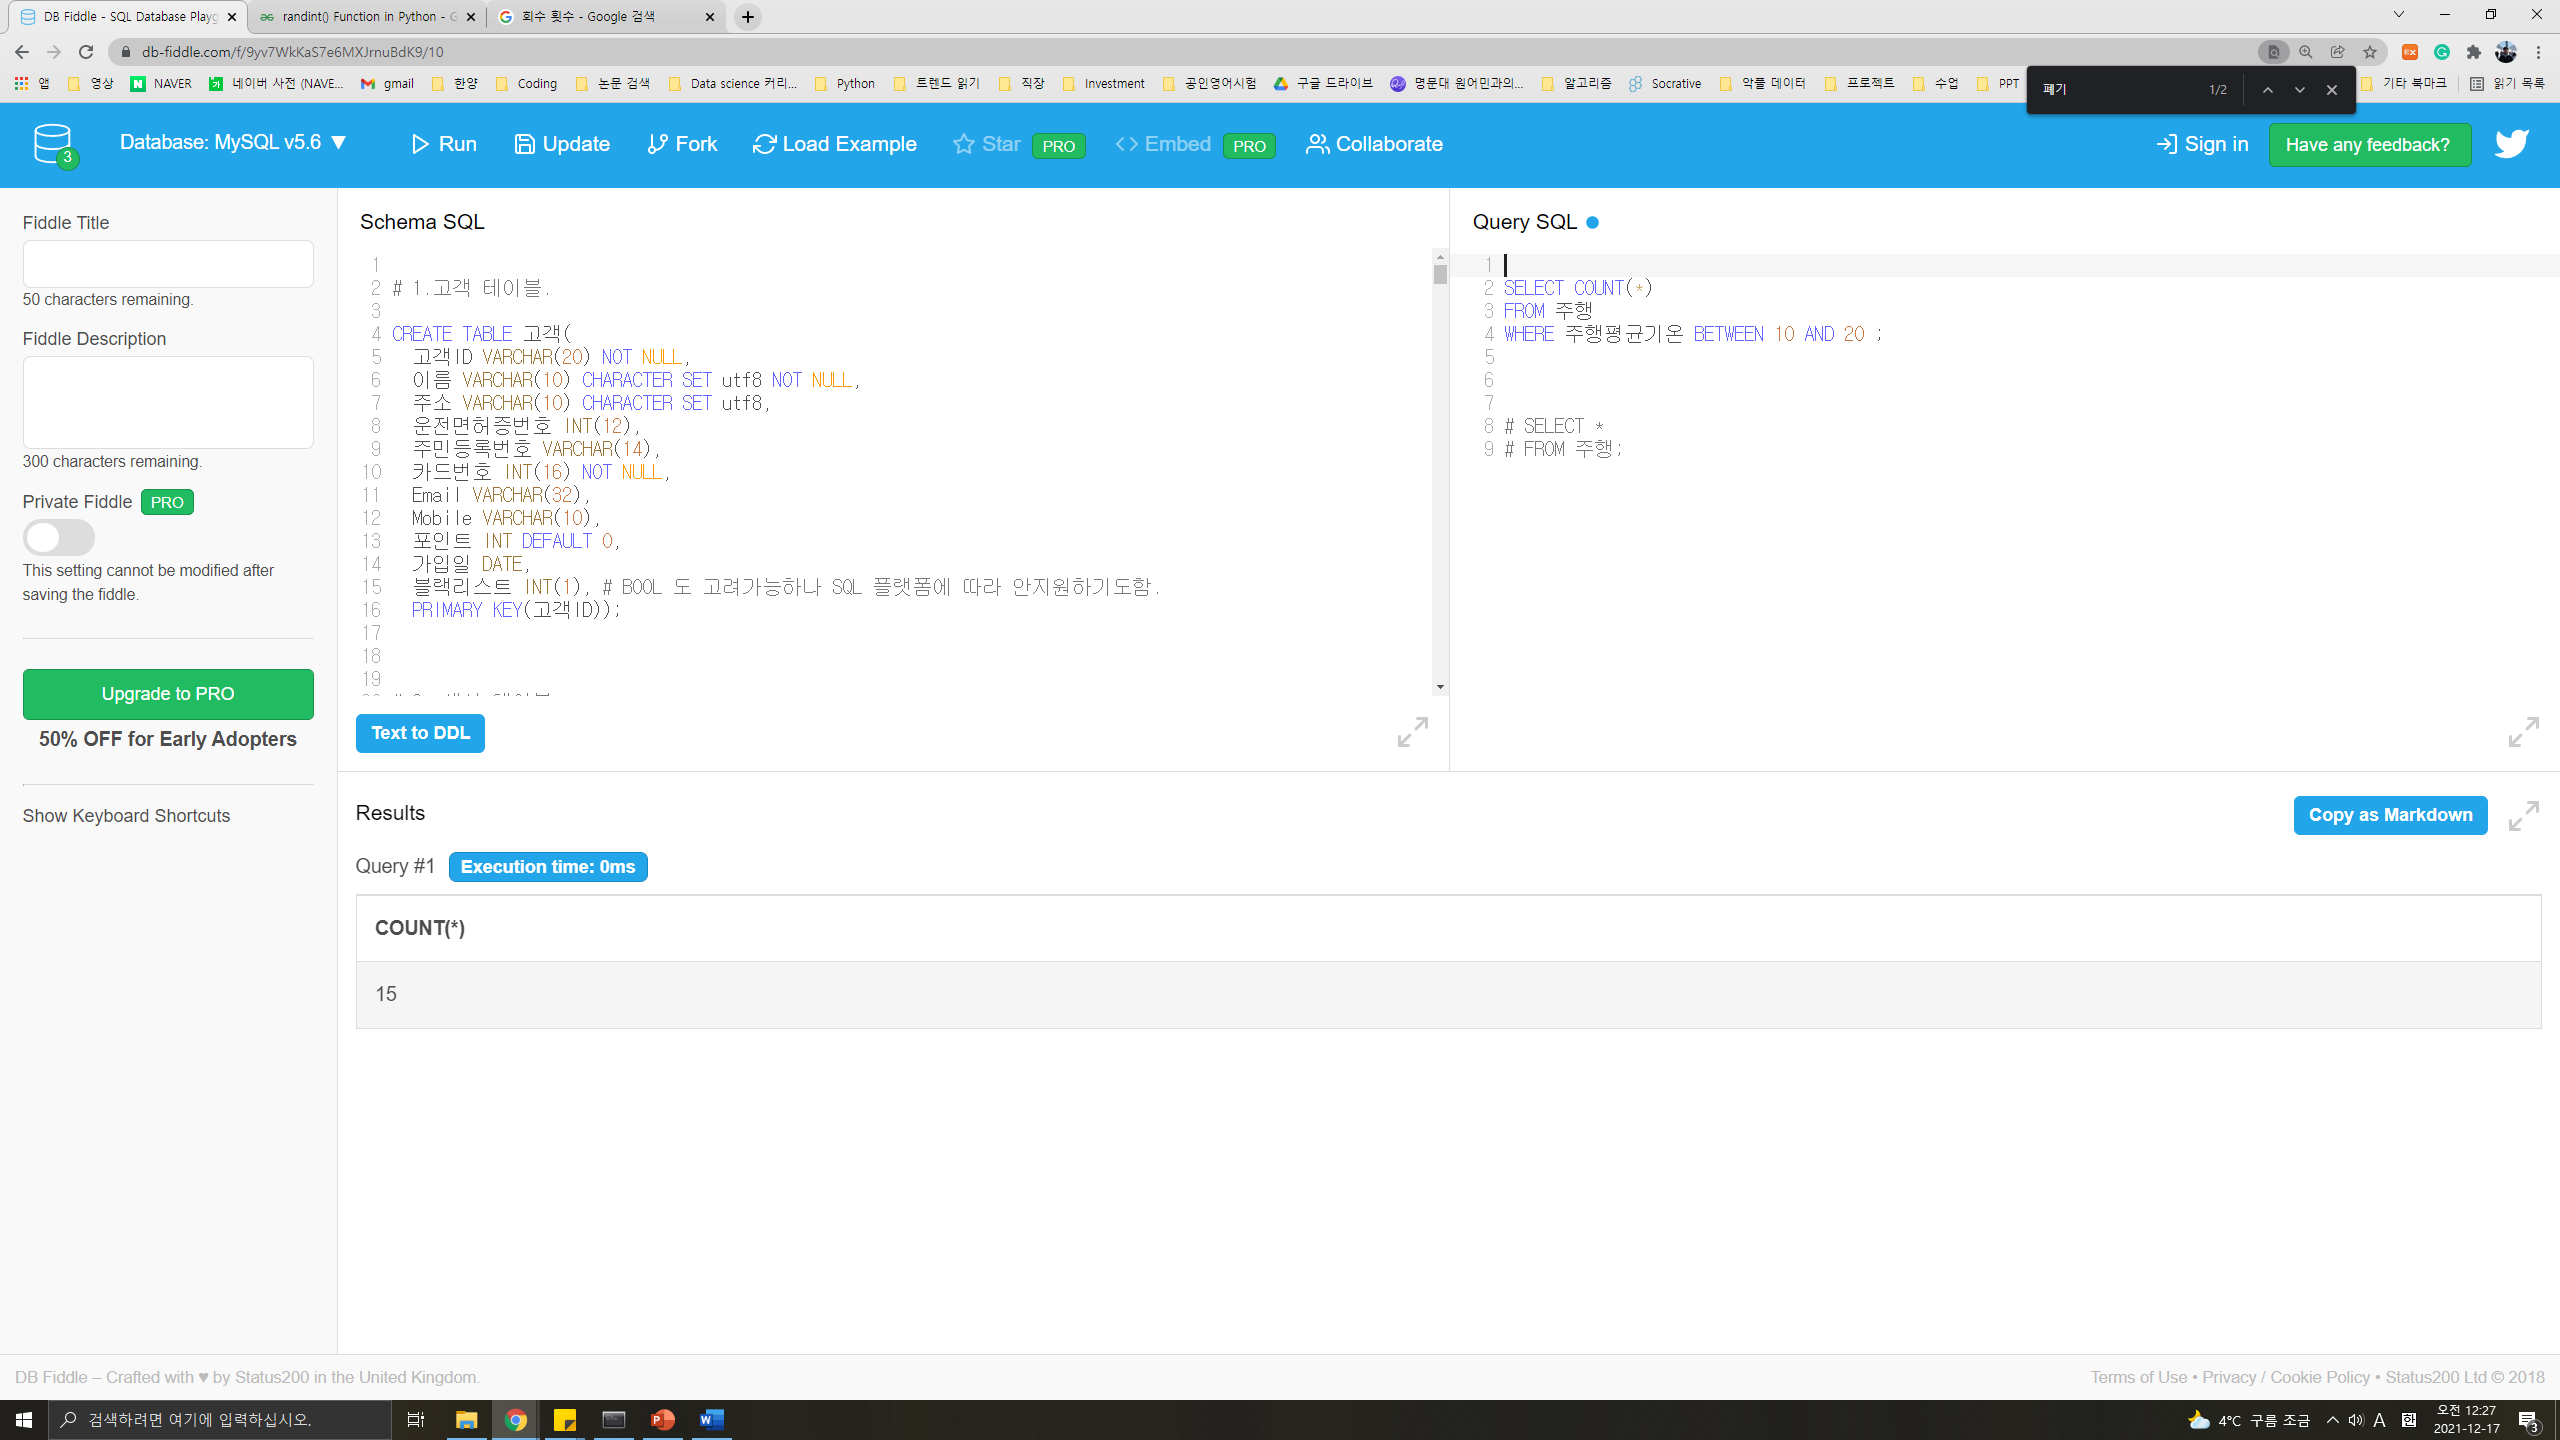 DB Fiddle - SQL Database Playg
randint() Function in Python - G
회수 횟수 - Google 검색
db-fiddle.com/f/9yv7WkKaS7e6MXJrnuBdK9/10
앱 영상 NAVER 네이버 사전 (NAVE... gmail 한양 Coding 논문 검색 Data science 커리... Python 트렌드 읽기 직장 Investment 공인영어시험 구글 드라이브 명문대 원어민과의... 알고리즘 Socrative 악플 데이터 프로젝트 수업 PPT 기타 북마크 읽기 목록
폐기 1/2
3
Database: MySQL v5.6 ▼ Run Update Fork Load Example Star PRO Embed PRO Collaborate Sign in Have any feedback?
Fiddle Title
50 characters remaining.
Fiddle Description
300 characters remaining.
Private Fiddle PRO
This setting cannot be modified after
saving the fiddle.
Upgrade to PRO
50% OFF for Early Adopters
Show Keyboard Shortcuts
Schema SQL
1
2 # 1.고객 테이블.
3
4 CREATE TABLE 고객(
5 고객ID VARCHAR(20) NOT NULL,
6 이름 VARCHAR(10) CHARACTER SET utf8 NOT NULL,
7 주소 VARCHAR(10) CHARACTER SET utf8,
8 운전면허증번호 INT(12),
9 주민등록번호 VARCHAR(14),
10 카드번호 INT(16) NOT NULL,
11 Email VARCHAR(32),
12 Mobile VARCHAR(10),
13 포인트 INT DEFAULT 0,
14 가입일 DATE,
15 블랙리스트 INT(1), # BOOL 도 고려가능하나 SQL 플랫폼에 따라 안지원하기도함.
16 PRIMARY KEY(고객ID));
17
18
19
Text to DDL
Query SQL
1
2 SELECT COUNT(*)
3 FROM 주행
4 WHERE 주행평균기온 BETWEEN 10 AND 20 ;
5
6
7
8 # SELECT *
9 # FROM 주행;
Results
Copy as Markdown
Query #1 Execution time: 0ms
COUNT(*)
15
DB Fiddle – Crafted with ♥ by Status200 in the United Kingdom.
Terms of Use • Privacy / Cookie Policy • Status200 Ltd © 2018
검색하려면 여기에 입력하십시오.
4°C 구름 조금
A
오전 12:27
2021-12-17
3